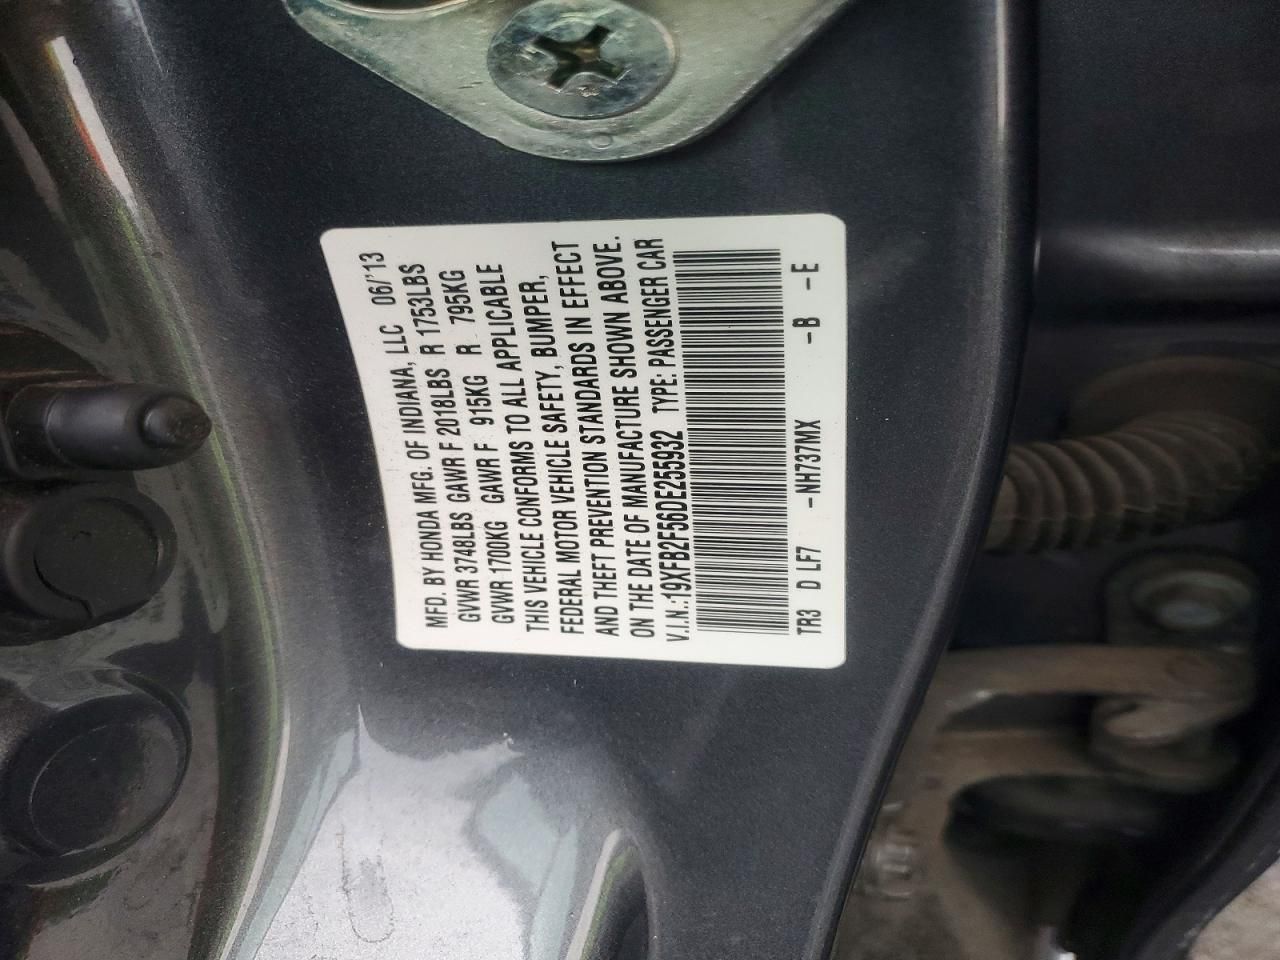 MFD. BY HONDA MFG. OF INDIANA, LLC 06/'13
GVWR 3748LBS GAWR F 2018LBS R 1753LBS
GVWR 1700KG GAWR F 915KG R 795KG
THIS VEHICLE CONFORMS TO ALL APPLICABLE
FEDERAL MOTOR VEHICLE SAFETY, BUMPER,
AND THEFT PREVENTION STANDARDS IN EFFECT
ON THE DATE OF MANUFACTURE SHOWN ABOVE.
V.I.N.:19XFB2F56DE255932 TYPE: PASSENGER CAR
TR3 D LF7 -NH737MX -B -E